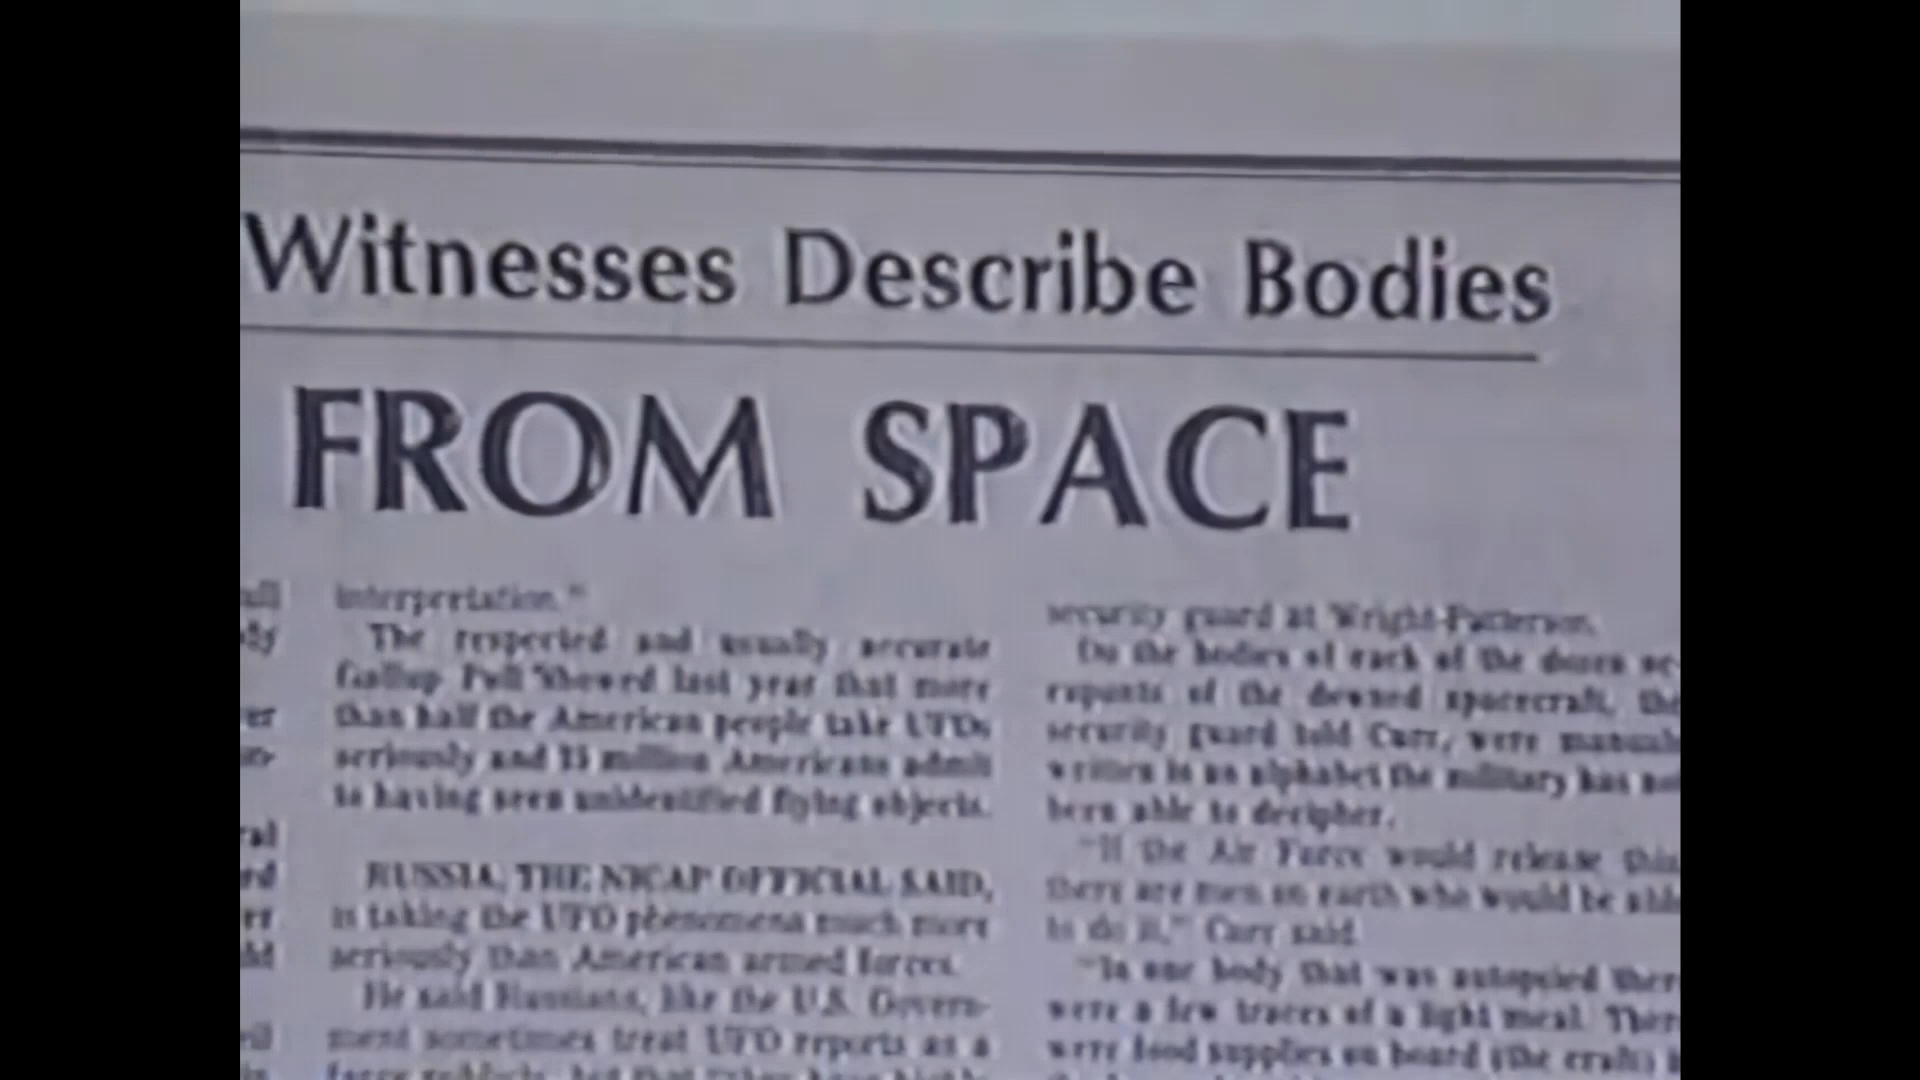 Witnesses Describe Bodies
FROM SPACE
interpretation."
The respected and usually accurate
Gallup Poll showed last year that more
than half the American people take UFOs
seriously and 15 million Americans admit
to having seen unidentified flying objects.
RUSSIA, THE NICAP OFFICIAL SAID,
is taking the UFO phenomena much more
seriously than American armed forces.
He said Russians, like the U.S. Govern-
ment sometimes treat UFO reports as a
security guard at Wright-Patterson.
On the bodies of each of the dozen oc-
cupants of the downed spacecraft, the
security guard told Carr, were manuals
written in an alphabet the military has not
been able to decipher.
"If the Air Force would release this,
there are men on earth who would be able
to do it," Carr said.
"In one body that was autopsied ther
were a few traces of a light meal. Ther
were food supplies on board (the craft)